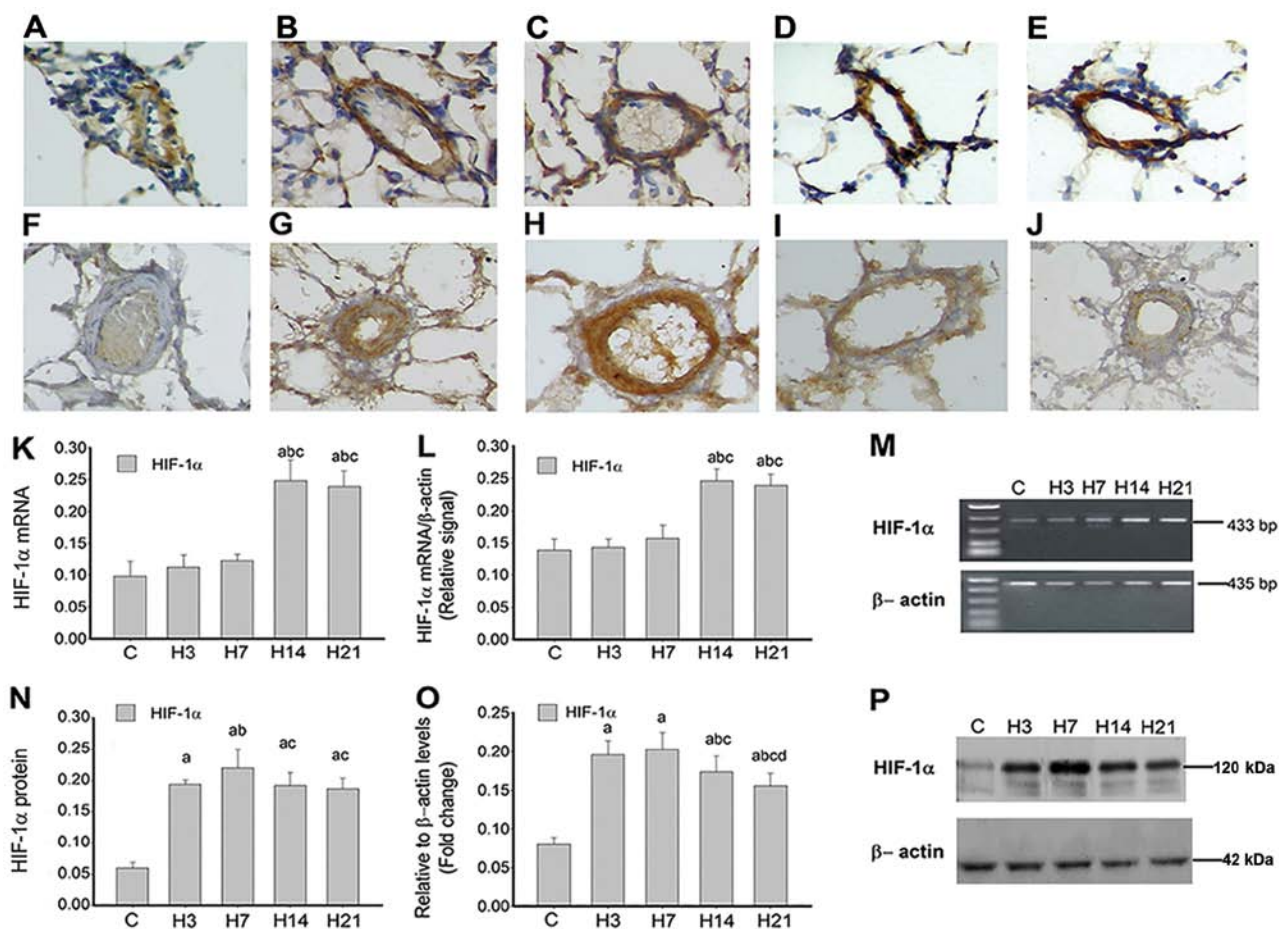 A B C D E
F G H I J
K
HIF-1α mRNA
0.30
0.25
0.20
0.15
0.10
0.05
0.00
HIF-1α
abc abc
C H3 H7 H14 H21
L
HIF-1α mRNA/β-actin
(Relative signal)
0.30
0.25
0.20
0.15
0.10
0.05
0.00
HIF-1α
abc abc
C H3 H7 H14 H21
M
C H3 H7 H14 H21
HIF-1α
433 bp
β– actin
435 bp
N
HIF-1α protein
0.30
0.25
0.20
0.15
0.10
0.05
0.00
HIF-1α
a ab ac ac
C H3 H7 H14 H21
O
Relative to β–actin levels
(Fold change)
0.25
0.20
0.15
0.10
0.05
0.00
HIF-1α
a a abc abcd
C H3 H7 H14 H21
P
C H3 H7 H14 H21
HIF-1α
120 kDa
β– actin
42 kDa